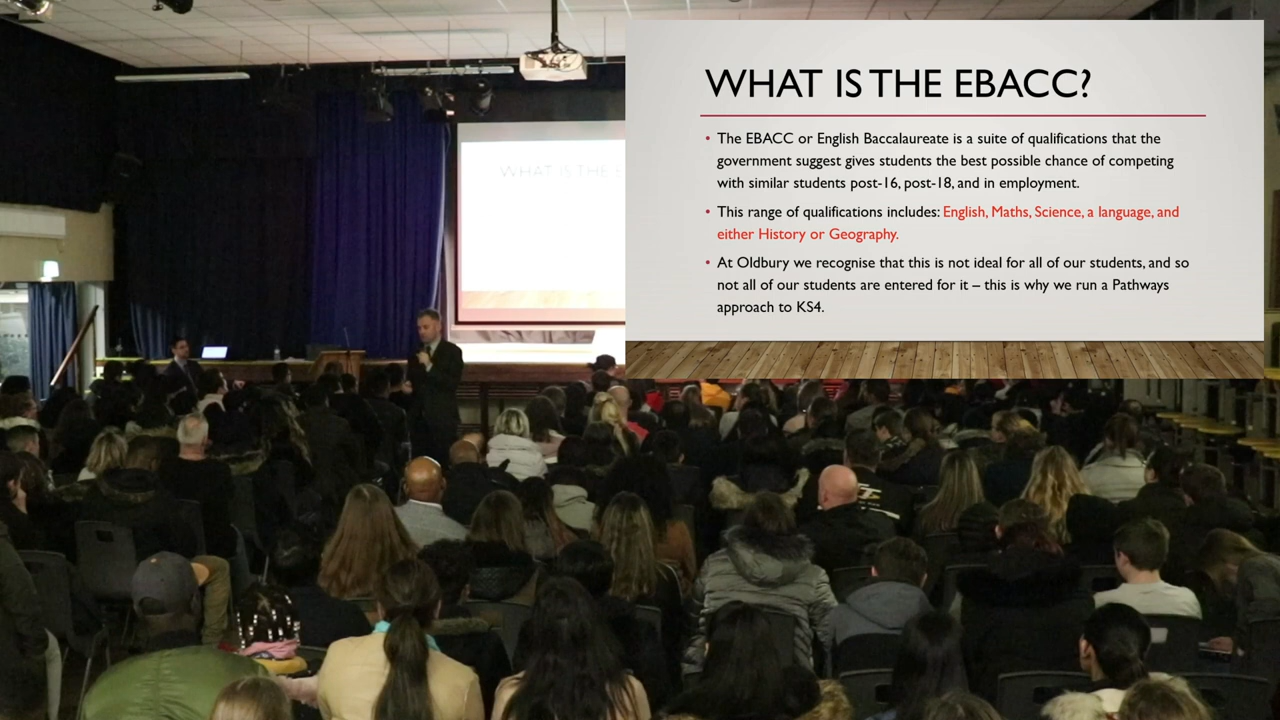 WHAT IS THE EBACC?
• The EBACC or English Baccalaureate is a suite of qualifications that the
government suggest gives students the best possible chance of competing
with similar students post-16, post-18, and in employment.
• This range of qualifications includes: English, Maths, Science, a language, and
either History or Geography.
• At Oldbury we recognise that this is not ideal for all of our students, and so
not all of our students are entered for it – this is why we run a Pathways
approach to KS4.
WHAT IS THE E